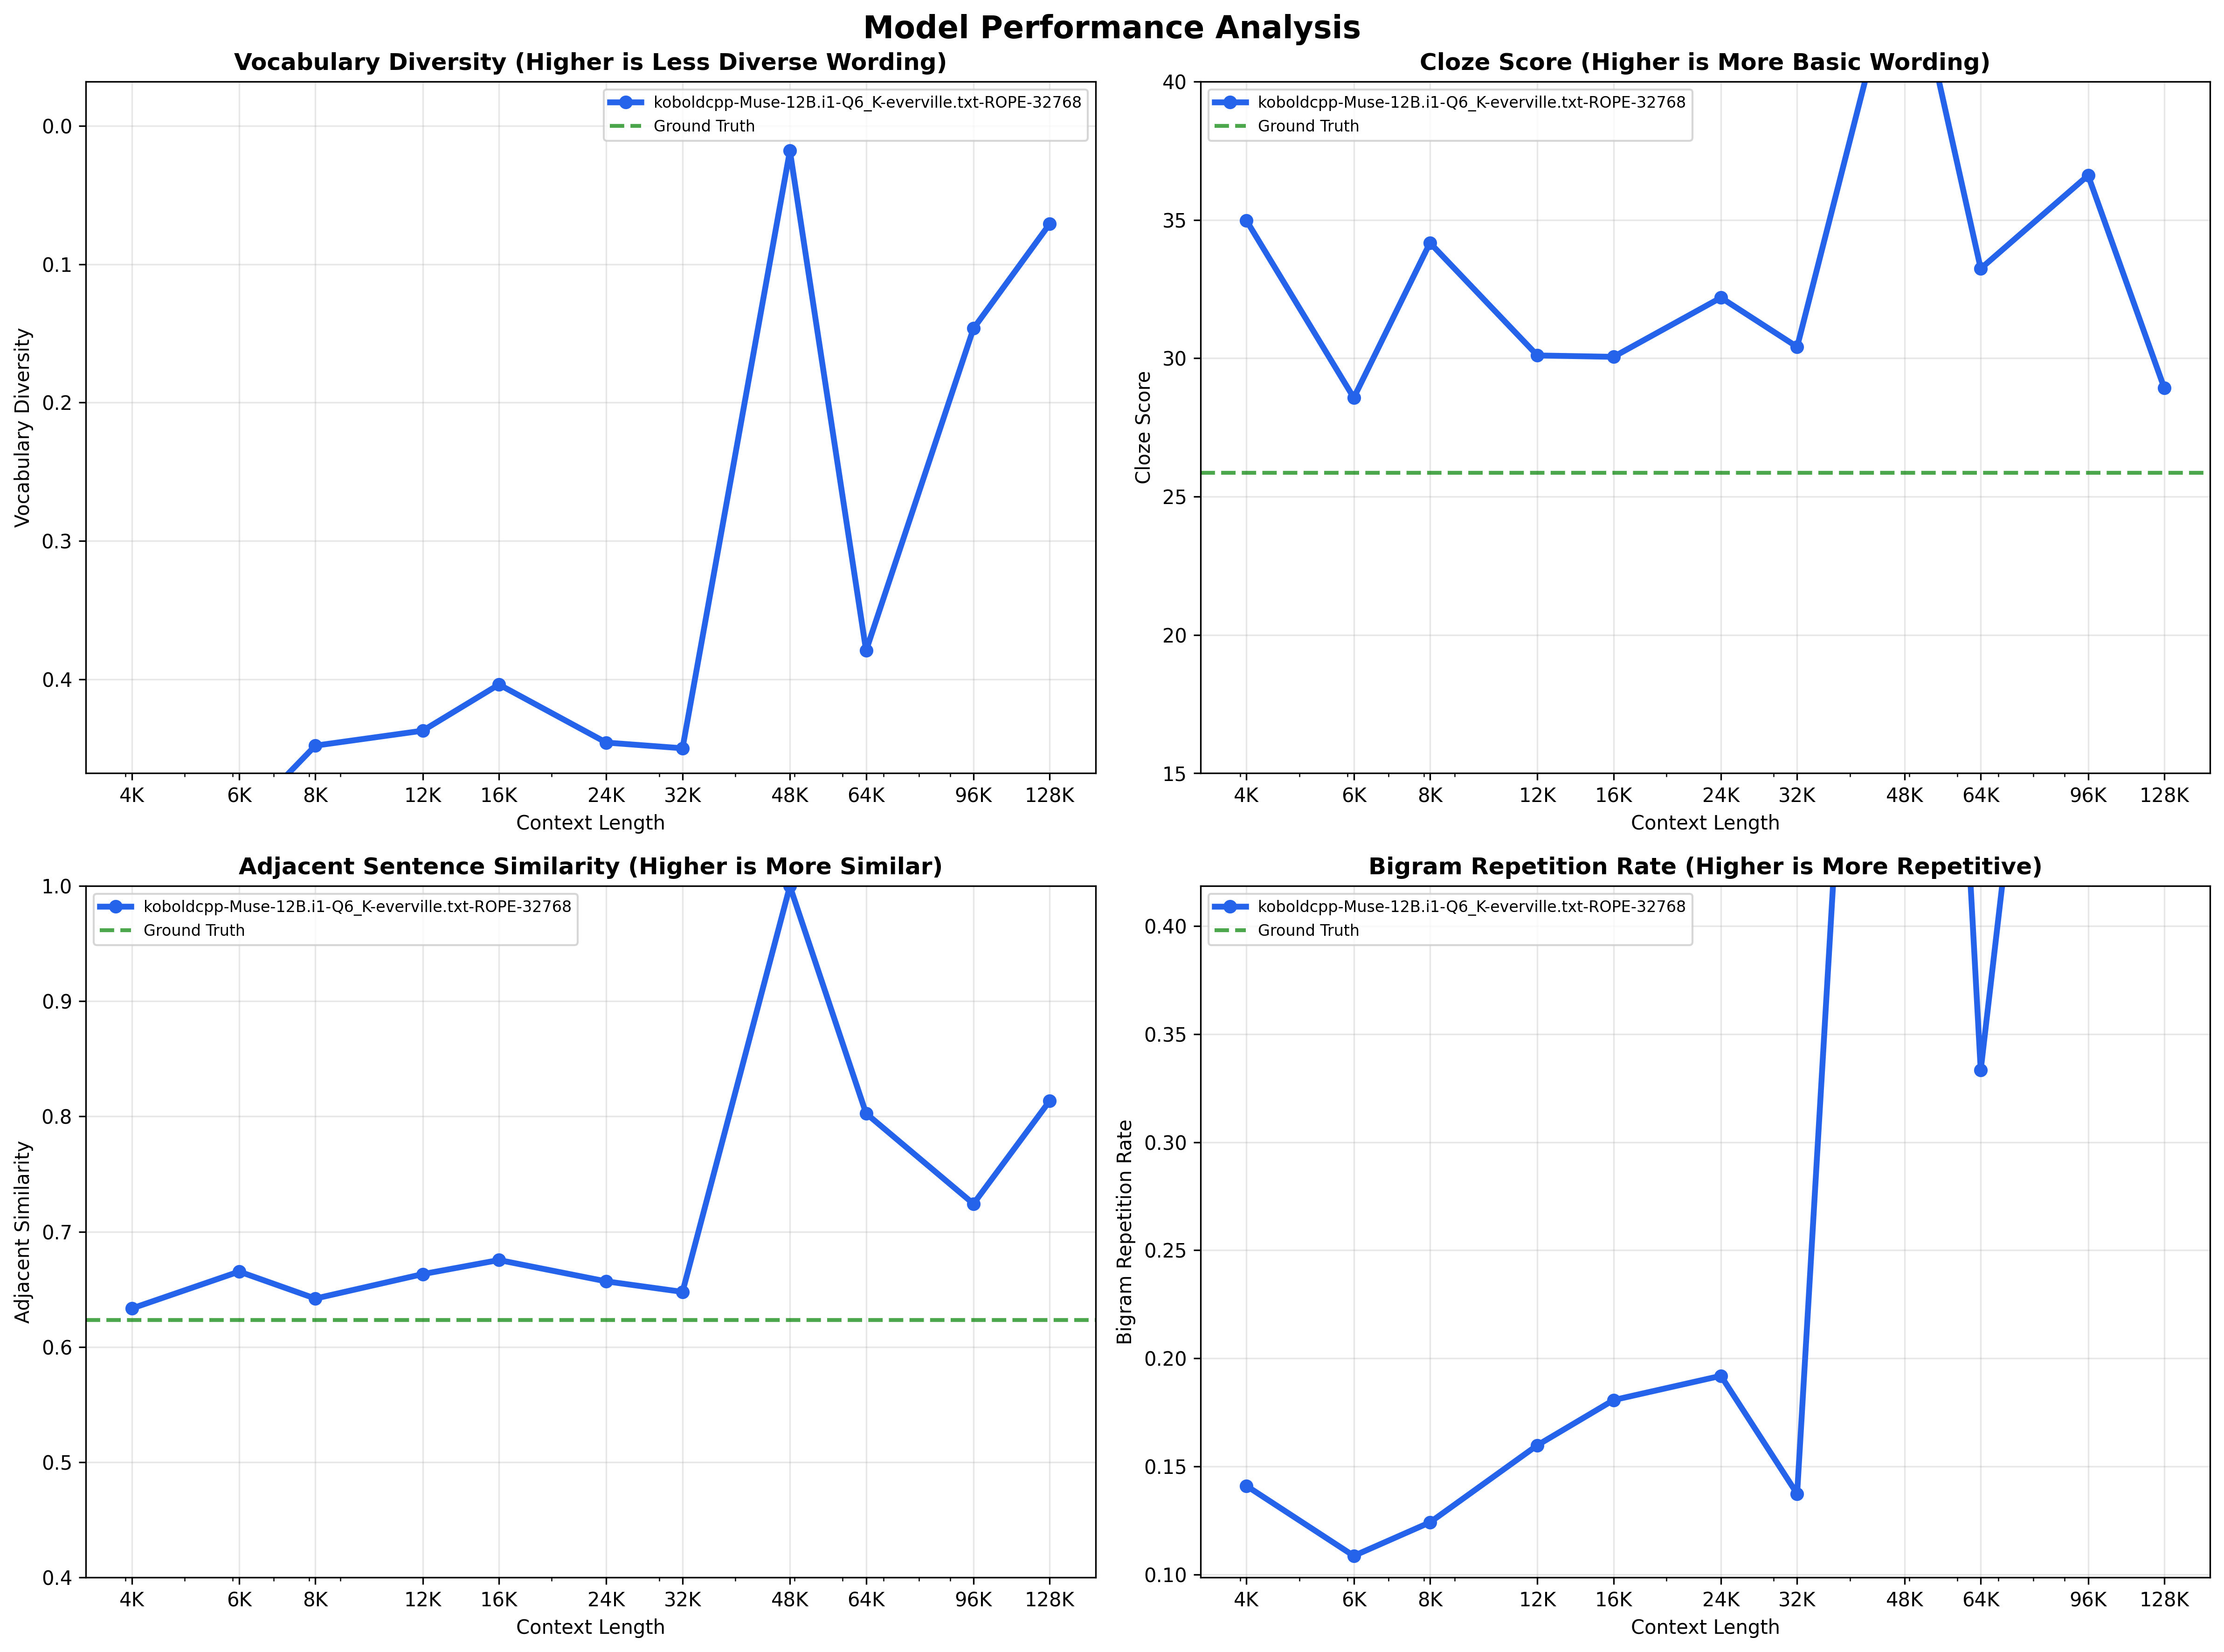 Model Performance Analysis
Vocabulary Diversity (Higher is Less Diverse Wording)
koboldcpp-Muse-12B.i1-Q6_K-everville.txt-ROPE-32768
Ground Truth
0.0
0.1
0.2
0.3
0.4
Vocabulary Diversity
4K 6K 8K 12K 16K 24K 32K 48K 64K 96K 128K
Context Length
Cloze Score (Higher is More Basic Wording)
koboldcpp-Muse-12B.i1-Q6_K-everville.txt-ROPE-32768
Ground Truth
40
35
30
25
20
15
Cloze Score
4K 6K 8K 12K 16K 24K 32K 48K 64K 96K 128K
Context Length
Adjacent Sentence Similarity (Higher is More Similar)
koboldcpp-Muse-12B.i1-Q6_K-everville.txt-ROPE-32768
Ground Truth
1.0
0.9
0.8
0.7
0.6
0.5
0.4
Adjacent Similarity
4K 6K 8K 12K 16K 24K 32K 48K 64K 96K 128K
Context Length
Bigram Repetition Rate (Higher is More Repetitive)
koboldcpp-Muse-12B.i1-Q6_K-everville.txt-ROPE-32768
Ground Truth
0.40
0.35
0.30
0.25
0.20
0.15
0.10
Bigram Repetition Rate
4K 6K 8K 12K 16K 24K 32K 48K 64K 96K 128K
Context Length